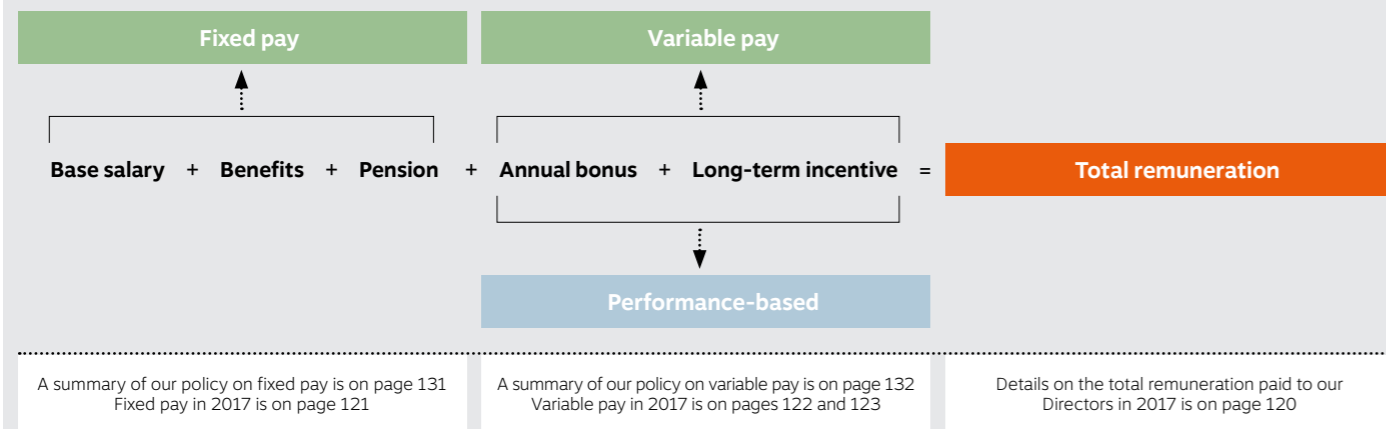 Fixed pay
Variable pay
Base salary + Benefits + Pension + Annual bonus + Long-term incentive = Total remuneration
Performance-based
A summary of our policy on fixed pay is on page 131
Fixed pay in 2017 is on page 121
A summary of our policy on variable pay is on page 132
Variable pay in 2017 is on pages 122 and 123
Details on the total remuneration paid to our
Directors in 2017 is on page 120